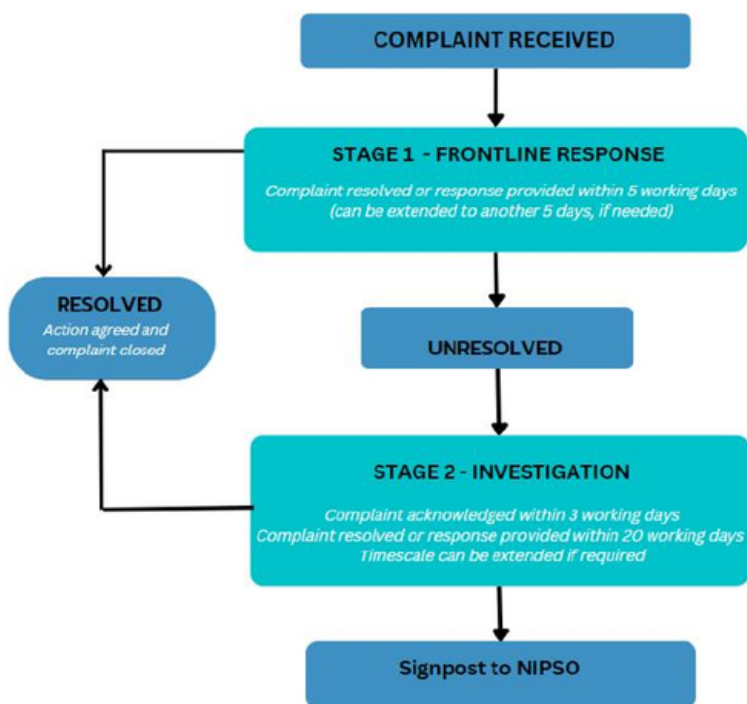 COMPLAINT RECEIVED
STAGE 1 - FRONTLINE RESPONSE
Complaint resolved or response provided within 5 working days
(can be extended to another 5 days, if needed)
RESOLVED
Action agreed and
complaint closed
UNRESOLVED
STAGE 2 - INVESTIGATION
Complaint acknowledged within 3 working days
Complaint resolved or response provided within 20 working days
Timescale can be extended if required
Signpost to NIPSO